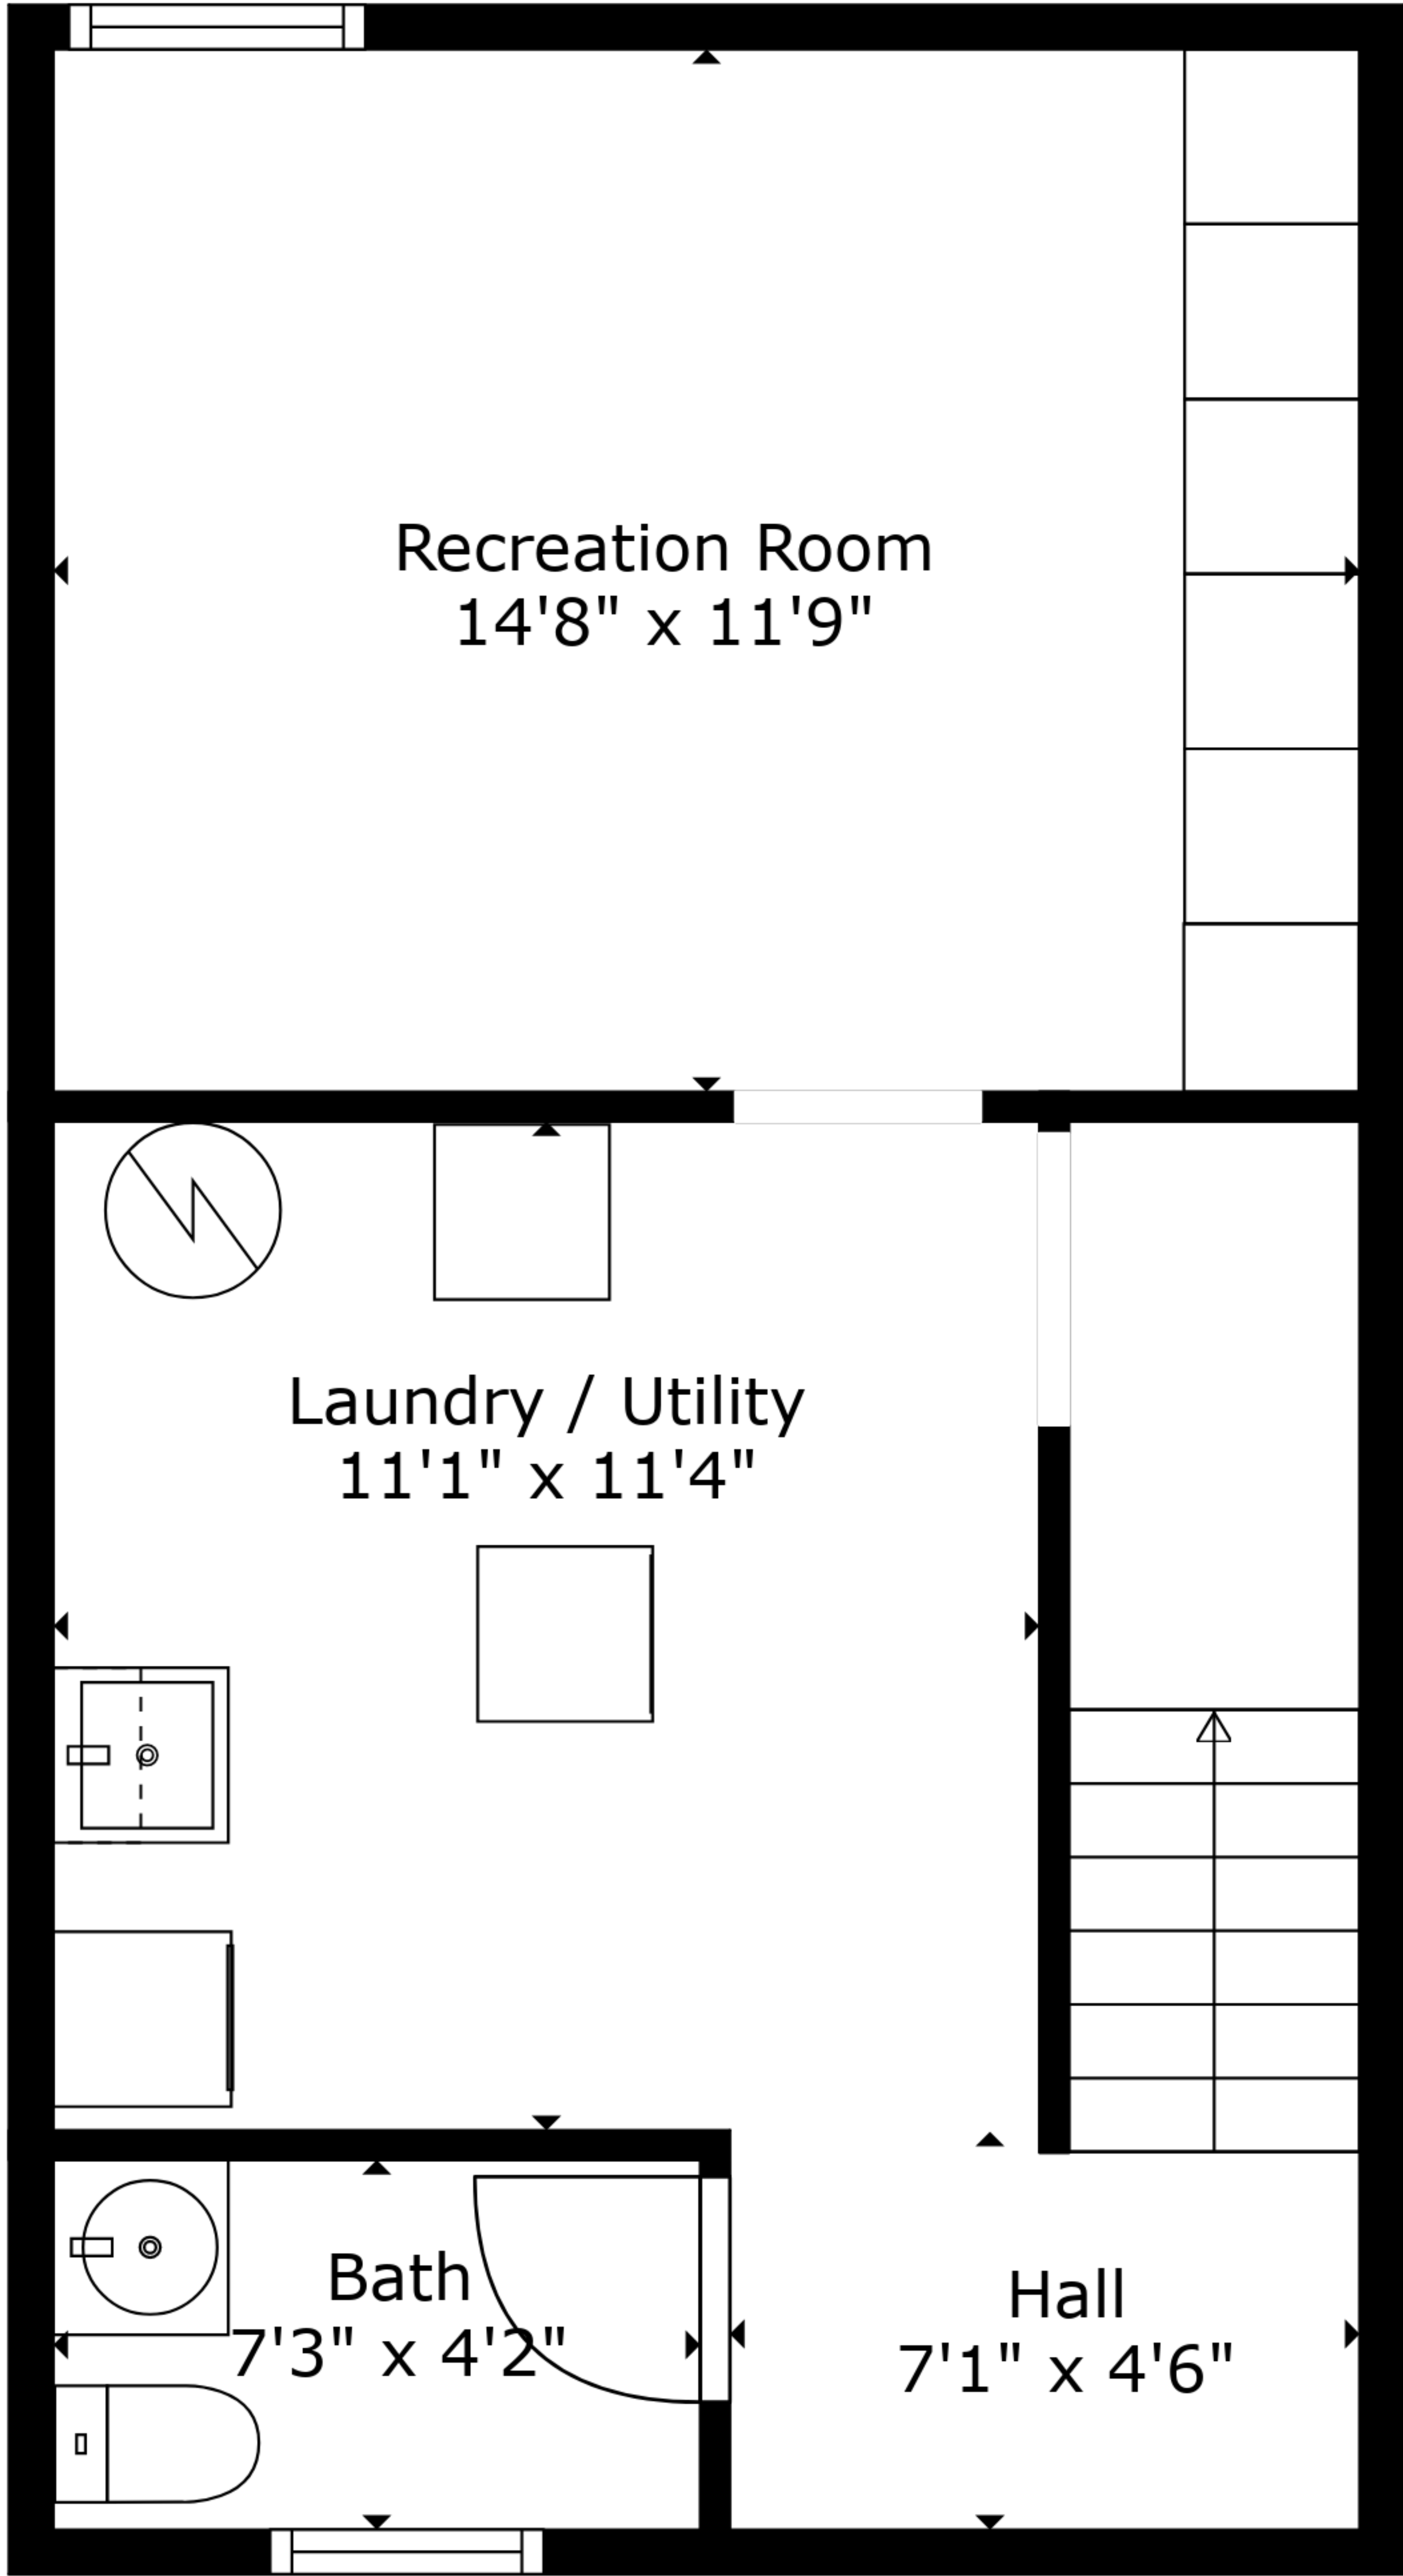 Recreation Room
14'8" x 11'9"
Laundry / Utility
11'1" x 11'4"
Bath
7'3" x 4'2"
Hall
7'1" x 4'6"